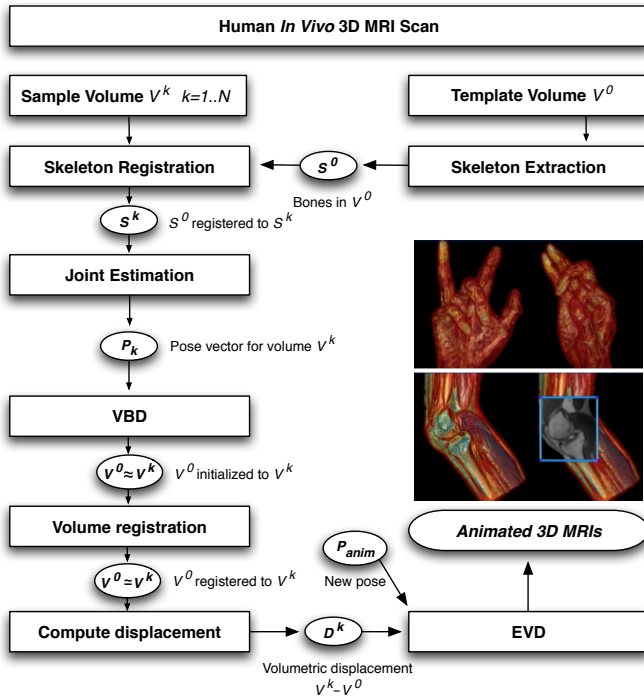 Human In Vivo 3D MRI Scan
Sample Volume V^k k=1..N
Template Volume V^0
Skeleton Registration
S^0
Skeleton Extraction
Bones in V^0
S^k
S^0 registered to S^k
Joint Estimation
P_k
Pose vector for volume V^k
VBD
V^0 ≈ V^k
V^0 initialized to V^k
Volume registration
Animated 3D MRIs
P_anim
New pose
V^0 ≃ V^k
V^0 registered to V^k
Compute displacement
D^k
EVD
Volumetric displacement
V^k – V^0